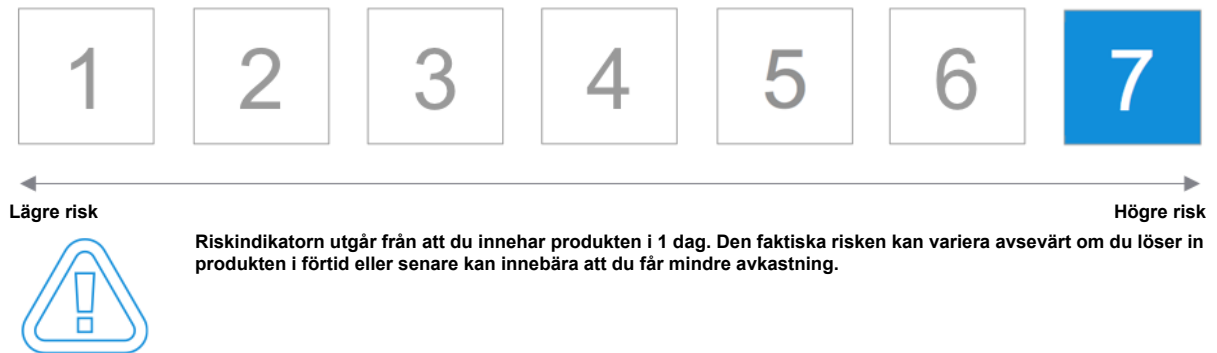 1 2 3 4 5 6 7
Lägre risk Högre risk
Riskindikatorn utgår från att du innehar produkten i 1 dag. Den faktiska risken kan variera avsevärt om du löser in
produkten i förtid eller senare kan innebära att du får mindre avkastning.